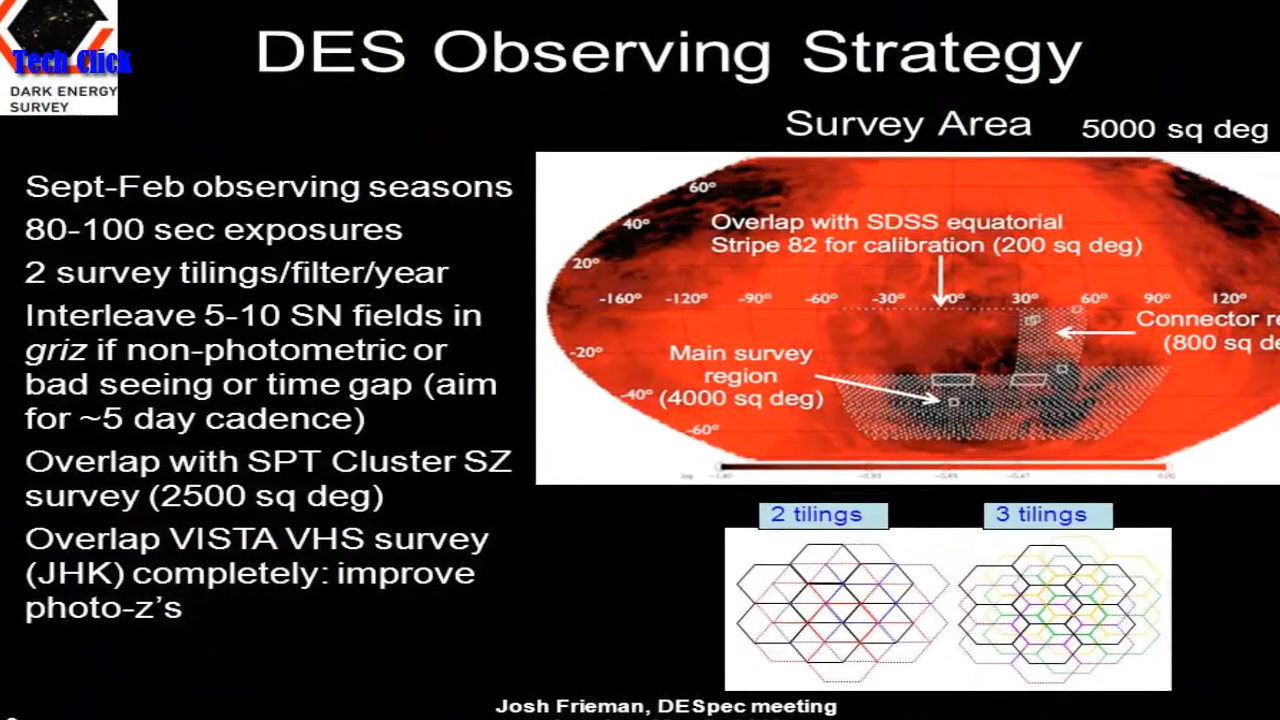 Tech Click
DARK ENERGY
SURVEY
DES Observing Strategy
Survey Area 5000 sq deg
Sept-Feb observing seasons
80-100 sec exposures
2 survey tilings/filter/year
Interleave 5-10 SN fields in
griz if non-photometric or
bad seeing or time gap (aim
for ~5 day cadence)
Overlap with SPT Cluster SZ
survey (2500 sq deg)
Overlap VISTA VHS survey
(JHK) completely: improve
photo-z's
60°
40°
Overlap with SDSS equatorial
Stripe 82 for calibration (200 sq deg)
20°
-160° -120° -90° -60° -30° 0° 30° 60° 90° 120°
Connector
(800 sq
-20°
Main survey
region
(4000 sq deg)
-40°
-60°
2 tilings 3 tilings
Josh Frieman, DESpec meeting